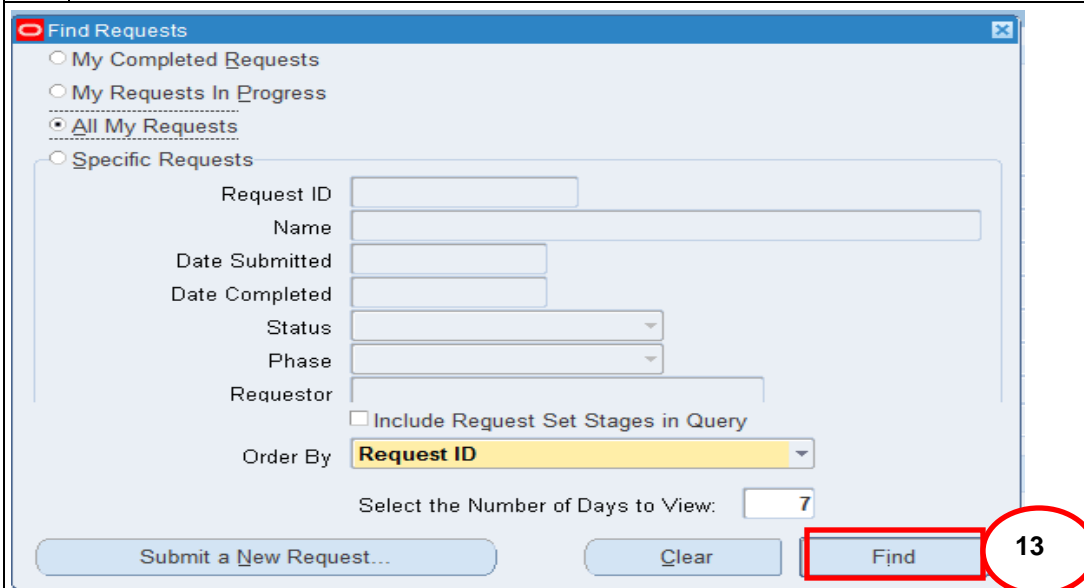 Find Requests
My Completed Requests
My Requests In Progress
All My Requests
Specific Requests
Request ID
Name
Date Submitted
Date Completed
Status
Phase
Requestor
Include Request Set Stages in Query
Order By Request ID
Select the Number of Days to View: 7
Submit a New Request... Clear Find 13